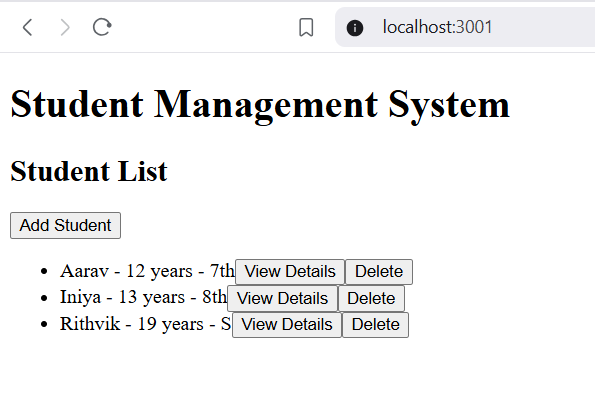 localhost:3001
Student Management System
Student List
Add Student
Aarav - 12 years - 7th View Details Delete
Iniya - 13 years - 8th View Details Delete
Rithvik - 19 years - S View Details Delete